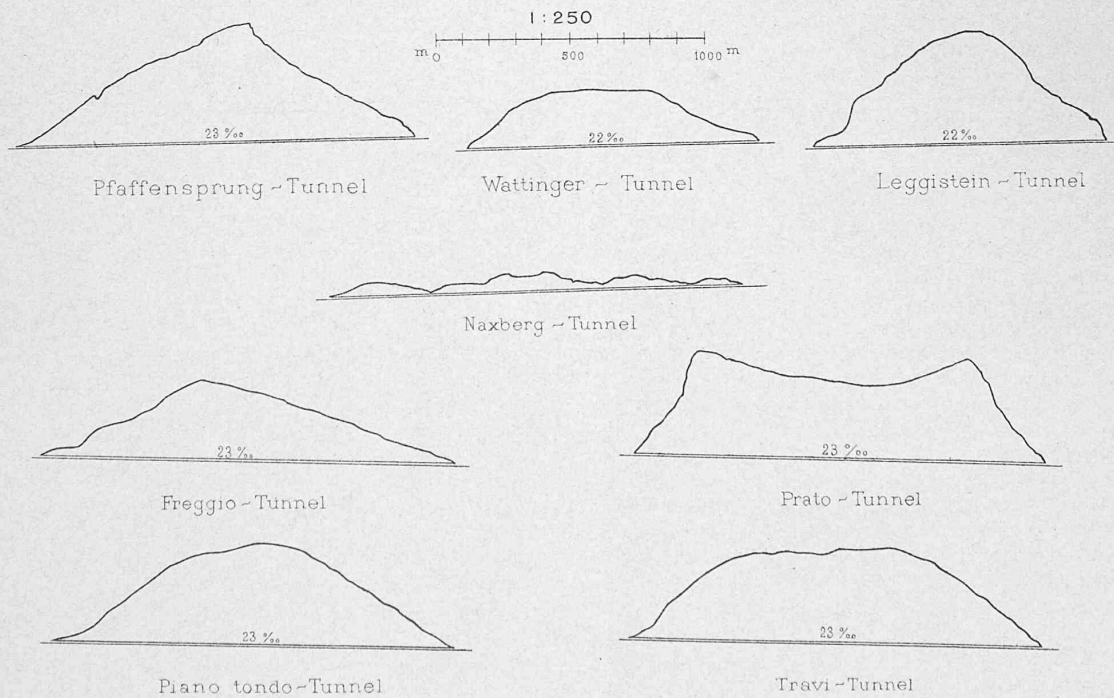 1 : 250
m 0 500 1000 m
23 ‰
Pfaffensprung ~ Tunnel
22 ‰
Wattinger ~ Tunnel
22 ‰
Leggistein ~ Tunnel
Naxberg ~ Tunnel
23 ‰
Freggio ~ Tunnel
23 ‰
Prato ~ Tunnel
23 ‰
Piano tondo ~ Tunnel
23 ‰
Travi ~ Tunnel